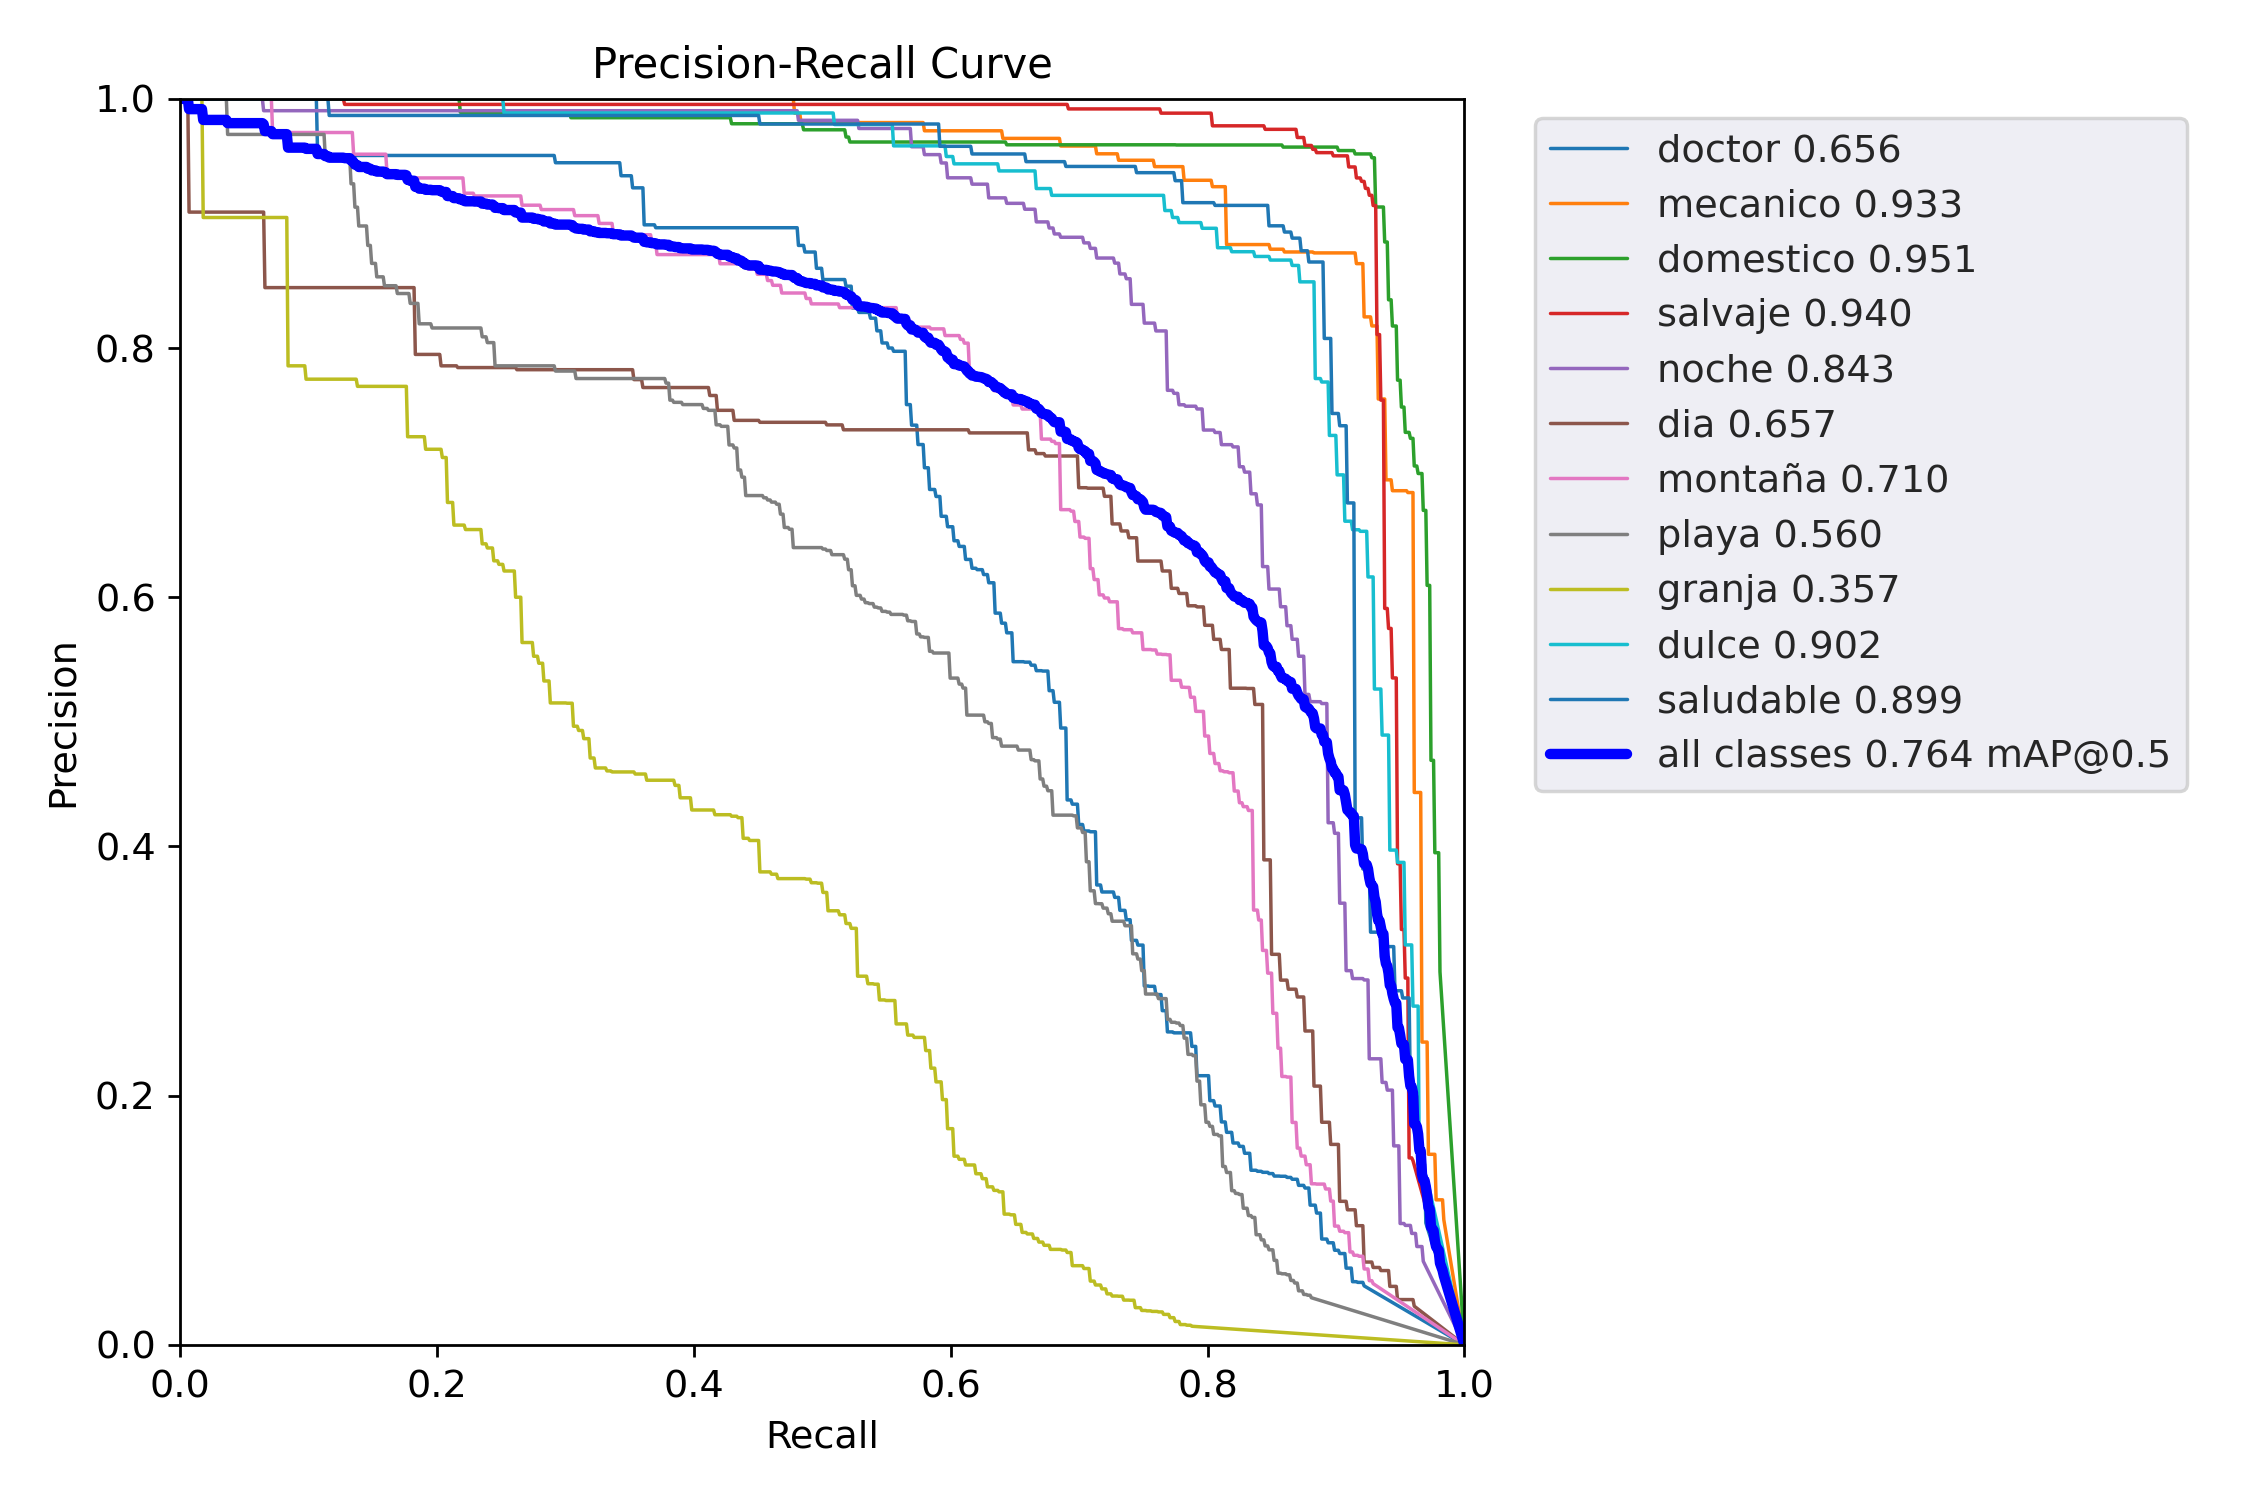 Precision-Recall Curve
1.0
0.8
0.6
0.4
0.2
0.0
Precision
0.0 0.2 0.4 0.6 0.8 1.0
Recall
doctor 0.656
mecanico 0.933
domestico 0.951
salvaje 0.940
noche 0.843
dia 0.657
montaña 0.710
playa 0.560
granja 0.357
dulce 0.902
saludable 0.899
all classes 0.764 mAP@0.5